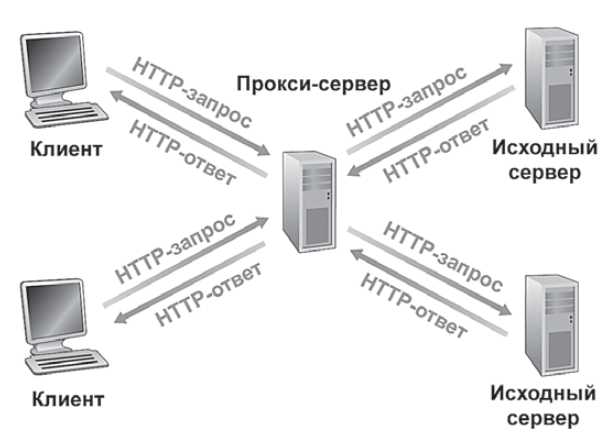 HTTP-запрос
Прокси-сервер
HTTP-запрос
HTTP-ответ
HTTP-ответ
Клиент
Исходный
сервер
HTTP-запрос
HTTP-запрос
HTTP-ответ
HTTP-ответ
Клиент
Исходный
сервер